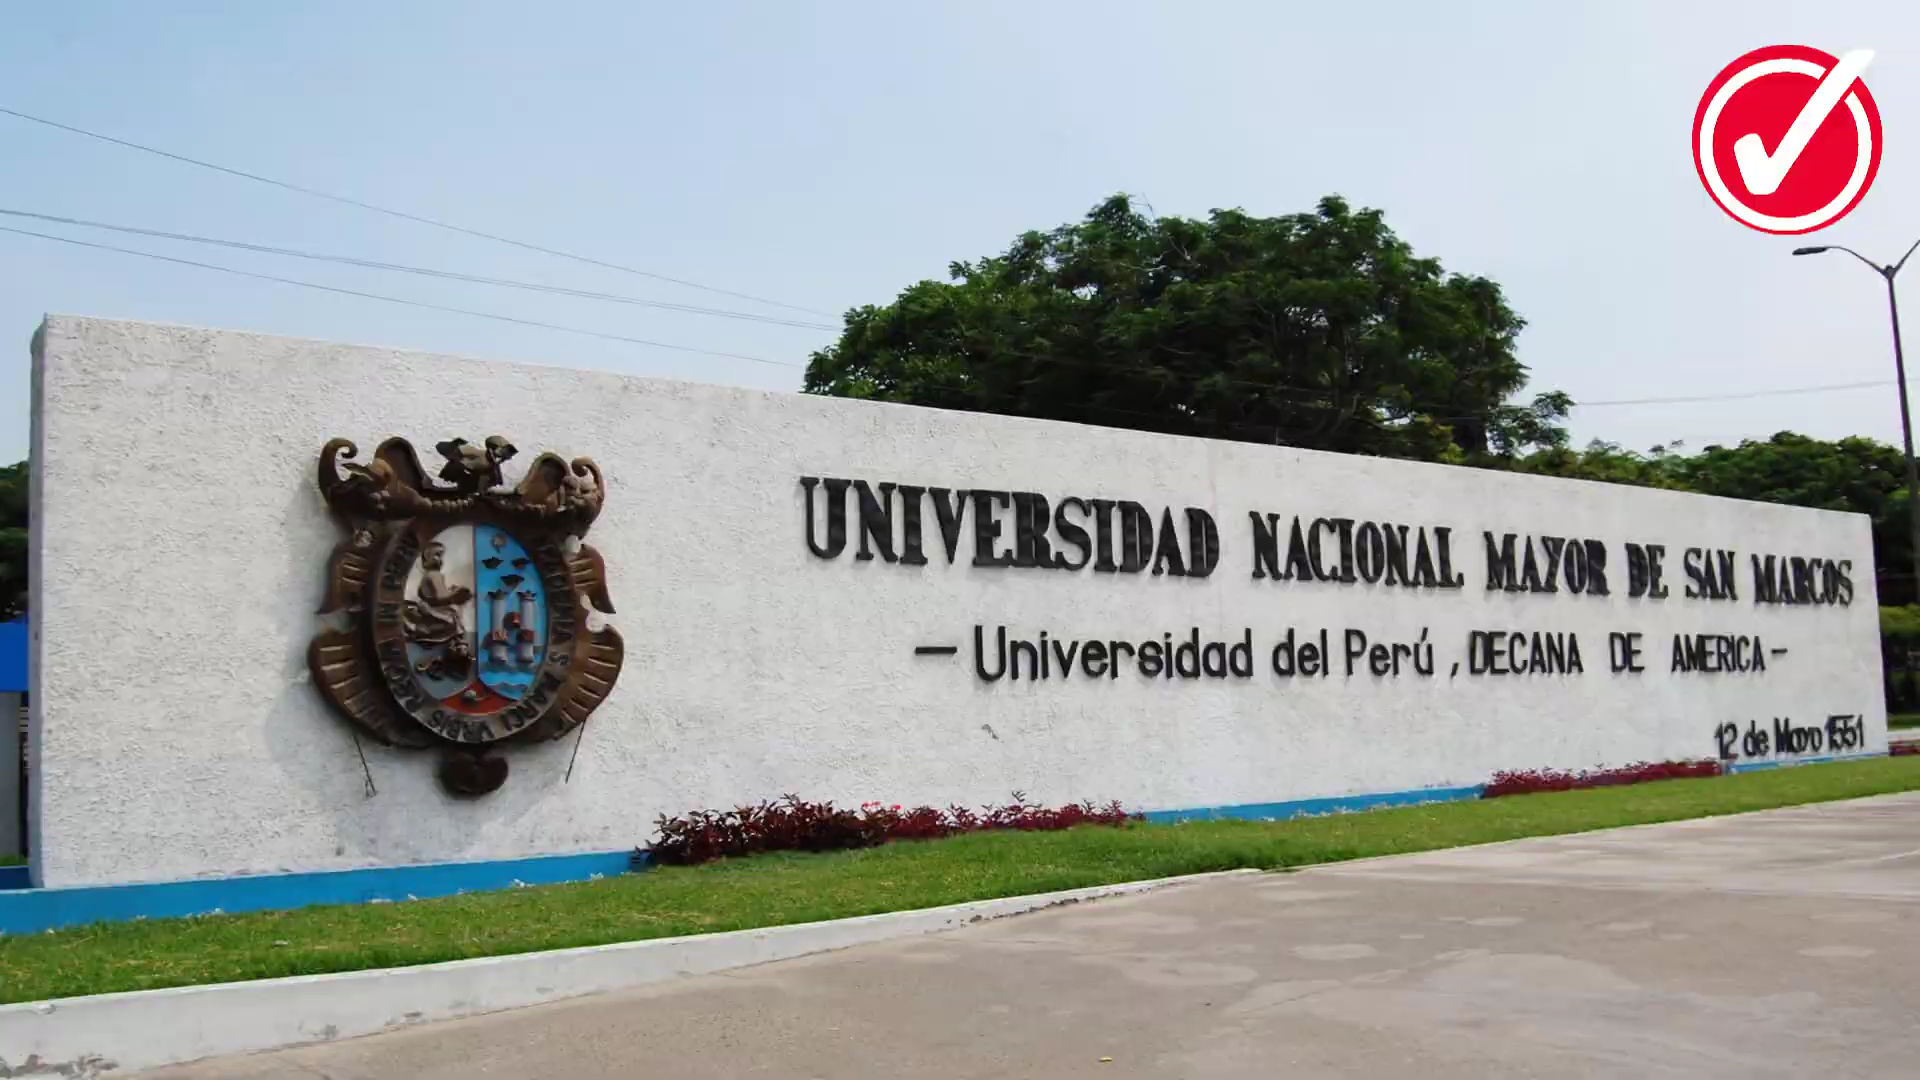 UNIVERSIDAD NACIONAL MAYOR DE SAN MARCOS
— Universidad del Perú, DECANA DE AMERICA —
12 de Mayo 1551